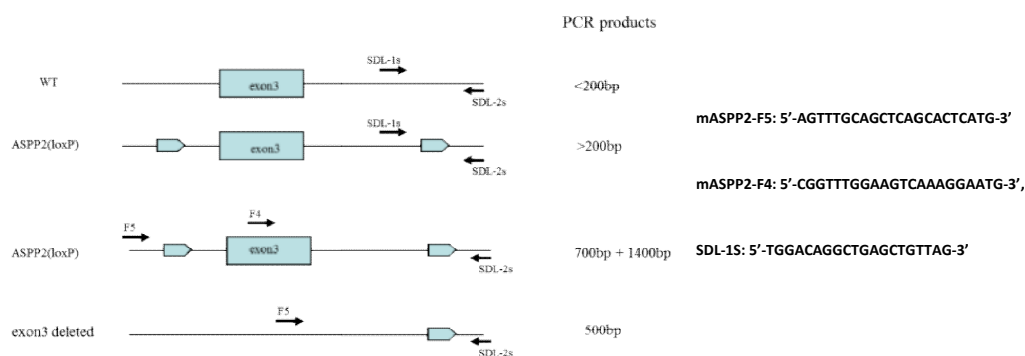 PCR products
SDL-1s
WT
exon3
<200bp
SDL-2s
mASPP2-F5: 5’-AGTTTGCAGCTCAGCACTCATG-3’
SDL-1s
ASPP2(loxP)
exon3
>200bp
SDL-2s
mASPP2-F4: 5’-CGGTTTGGAAGTCAAAGGAATG-3’,
F4
F5
ASPP2(loxP)
exon3
700bp + 1400bp
SDL-1S: 5’-TGGACAGGCTGAGCTGTTAG-3’
SDL-2s
F5
exon3 deleted
500bp
SDL-2s